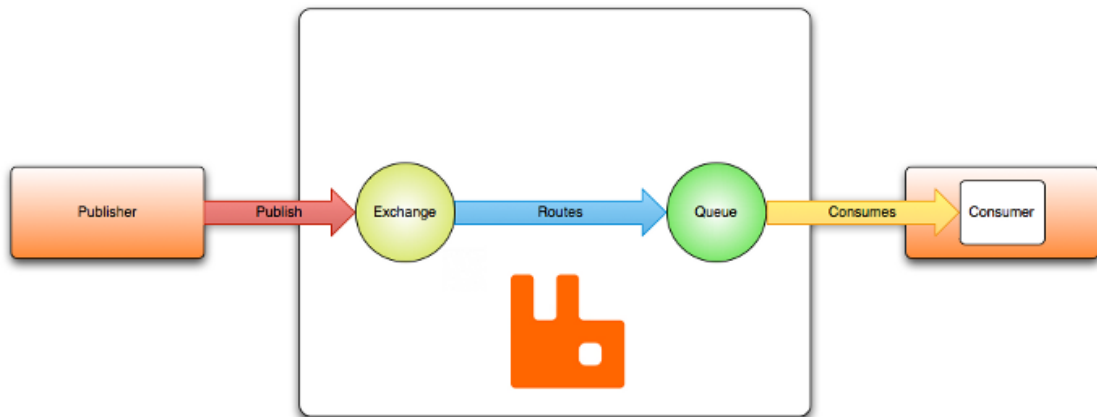 Publisher
Publish
Exchange
Routes
Queue
Consumes
Consumer